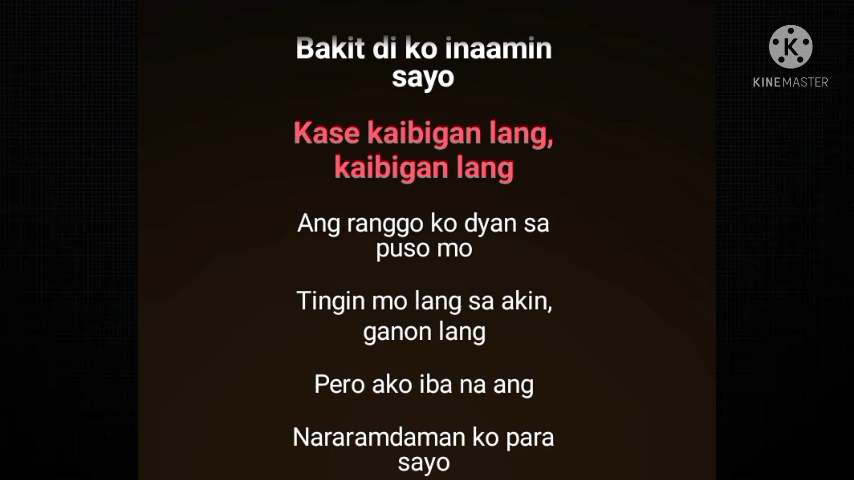 Bakit di ko inaamin
sayo
Kase kaibigan lang,
kaibigan lang
Ang ranggo ko dyan sa
puso mo
Tingin mo lang sa akin,
ganon lang
Pero ako iba na ang
Nararamdaman ko para
sayo
K
KINEMASTER